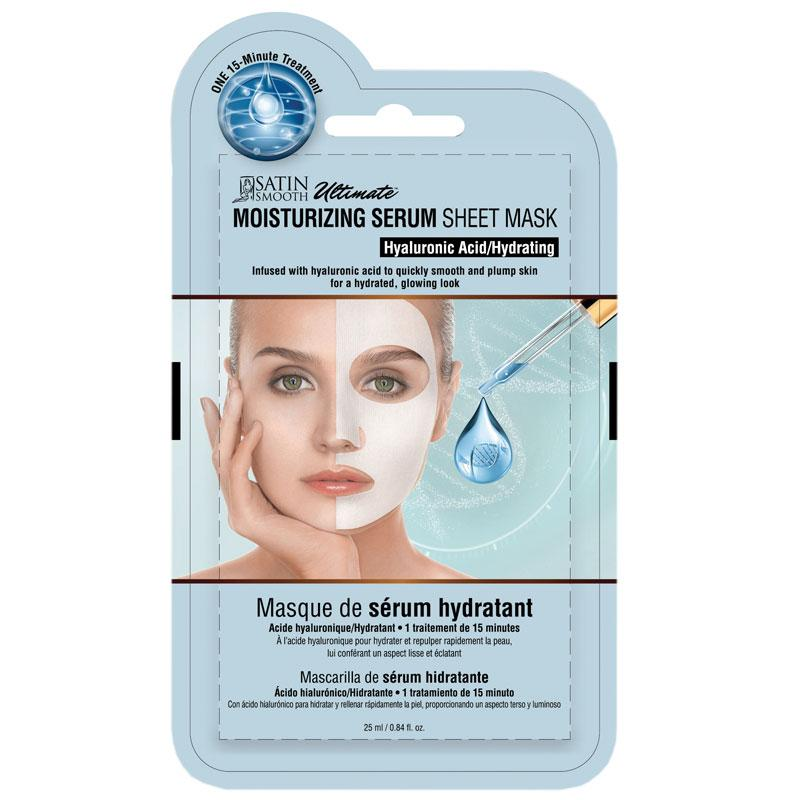 ONE 15-Minute Treatment
SATIN SMOOTH Ultimate™
MOISTURIZING SERUM SHEET MASK
Hyaluronic Acid/Hydrating
Infused with hyaluronic acid to quickly smooth and plump skin
for a hydrated, glowing look
Masque de sérum hydratant
Acide hyaluronique/Hydratant • 1 traitement de 15 minutes
À l'acide hyaluronique pour hydrater et repulper rapidement la peau,
lui conférant un aspect lisse et éclatant
Mascarilla de sérum hidratante
Ácido hialurónico/Hidratante • 1 tratamiento de 15 minuto
Con ácido hialurónico para hidratar y rellenar rápidamente la piel, proporcionando un aspecto terso y luminoso
25 ml / 0.84 fl. oz.